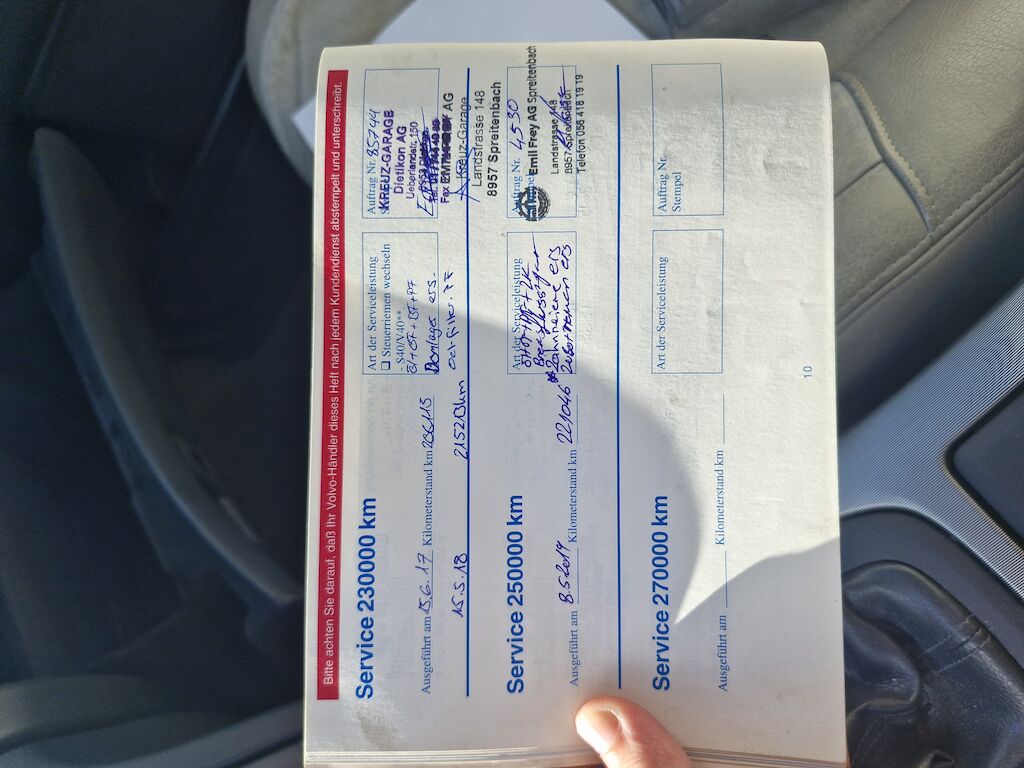 Bitte achten Sie darauf, daß Ihr Volvo-Händler dieses Heft nach jedem Kundendienst abstempelt und unterschreibt.
Service 230000 km
Ausgeführt am 15.6.17 Kilometerstand km 206113
15.5.18 215213km
Art der Serviceleistung
❑ Steuerriemen wechseln
- S40/V40**
Auftrag Nr. 85744
KREUZ-GARAGE
Dietikon AG
Ueberlandstr. 150
Fax
AG
Kreuz-Garage
Landstrasse 148
8957 Spreitenbach
Service 250000 km
Ausgeführt am 8.5.2019 Kilometerstand km 221046
Art der Serviceleistung
Zahnriemen ers
Auftrag Nr. 4530
Emil Frey AG Spreitenbach
Landstrasse 148
8957 Spreitenbach
Telefon 056 418 19 19
Service 270000 km
Ausgeführt am Kilometerstand km
Art der Serviceleistung
Auftrag Nr.
Stempel
10